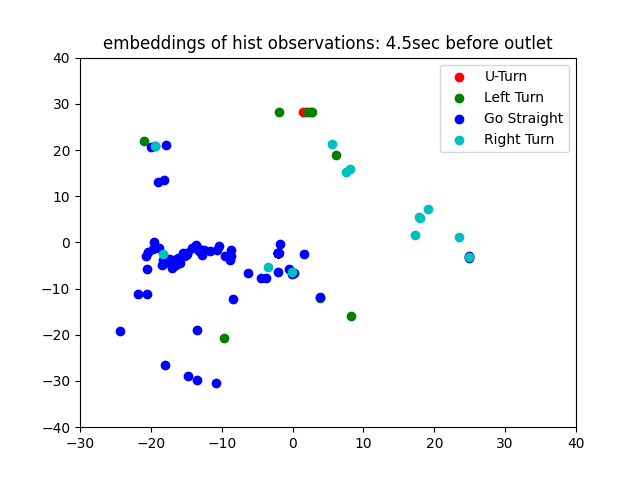 embeddings of hist observations: 4.5sec before outlet
U-Turn
Left Turn
Go Straight
Right Turn
40
30
20
10
0
−10
−20
−30
−40
−30 −20 −10 0 10 20 30 40